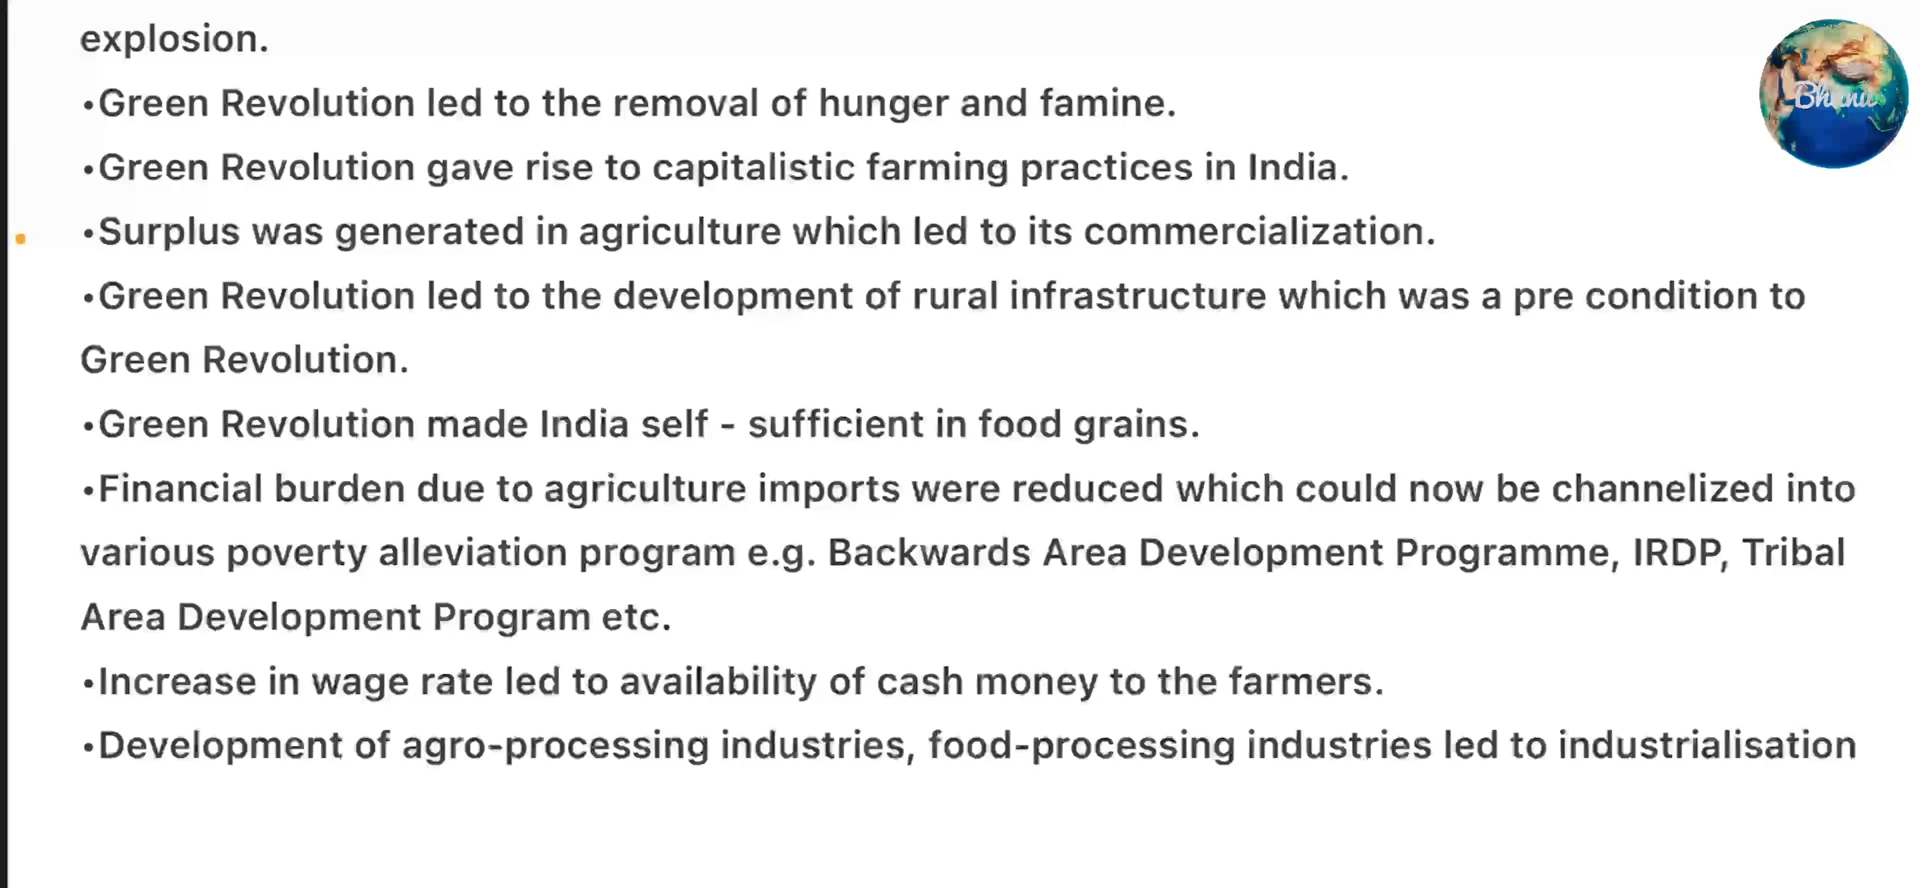 explosion.
•Green Revolution led to the removal of hunger and famine.
•Green Revolution gave rise to capitalistic farming practices in India.
•Surplus was generated in agriculture which led to its commercialization.
•Green Revolution led to the development of rural infrastructure which was a pre condition to
Green Revolution.
•Green Revolution made India self - sufficient in food grains.
•Financial burden due to agriculture imports were reduced which could now be channelized into
various poverty alleviation program e.g. Backwards Area Development Programme, IRDP, Tribal
Area Development Program etc.
•Increase in wage rate led to availability of cash money to the farmers.
•Development of agro-processing industries, food-processing industries led to industrialisation